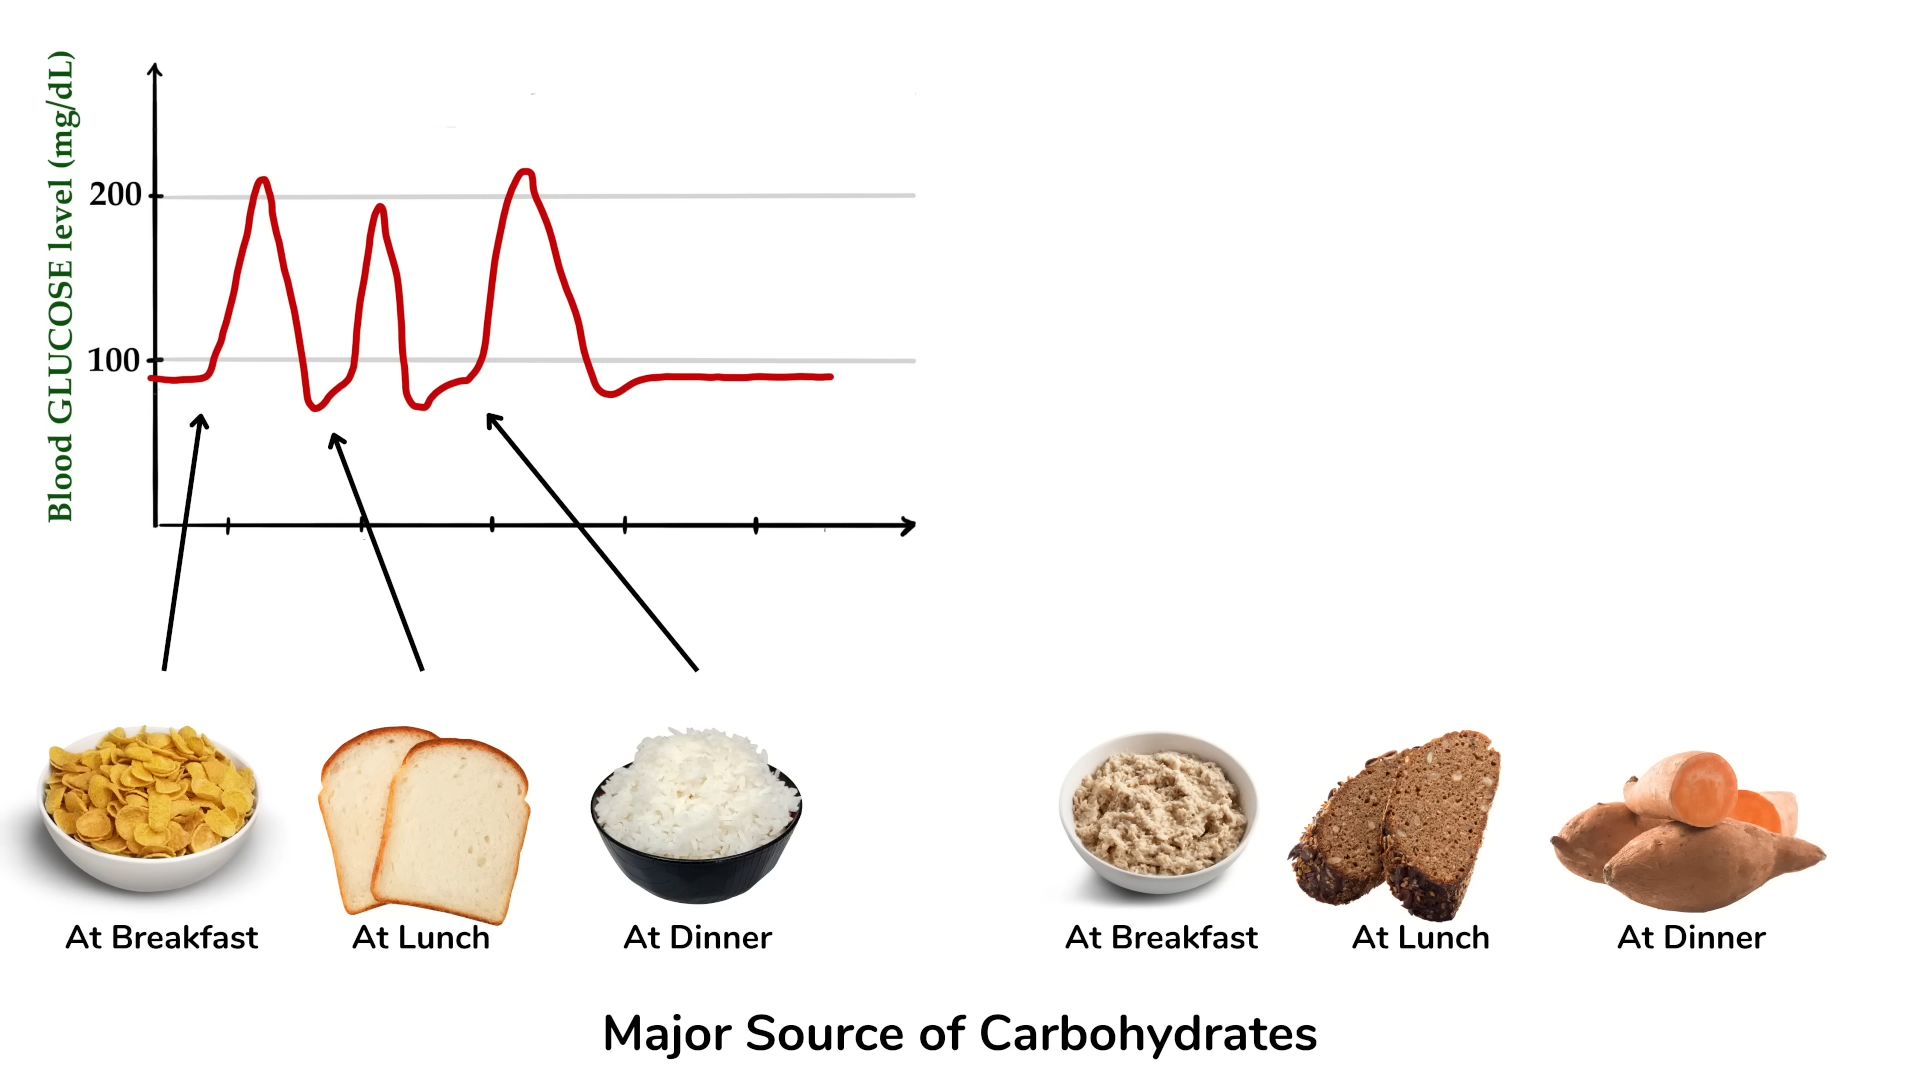 Blood GLUCOSE level (mg/dL)
200
100
At Breakfast
At Lunch
At Dinner
At Breakfast
At Lunch
At Dinner
Major Source of Carbohydrates